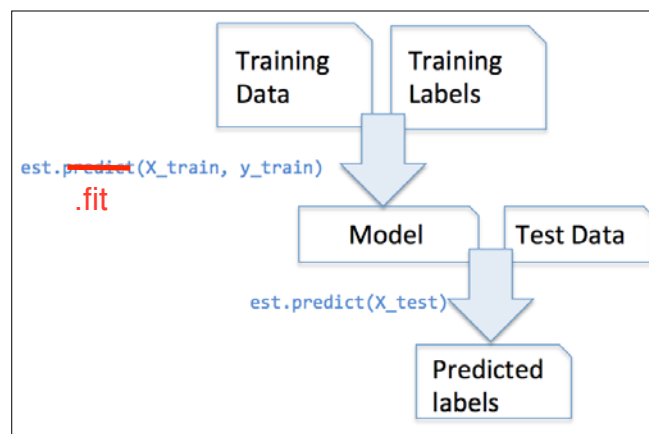 Training
Data
Training
Labels
est.predict(X_train, y_train)
.fit
Model
Test Data
est.predict(X_test)
Predicted
labels